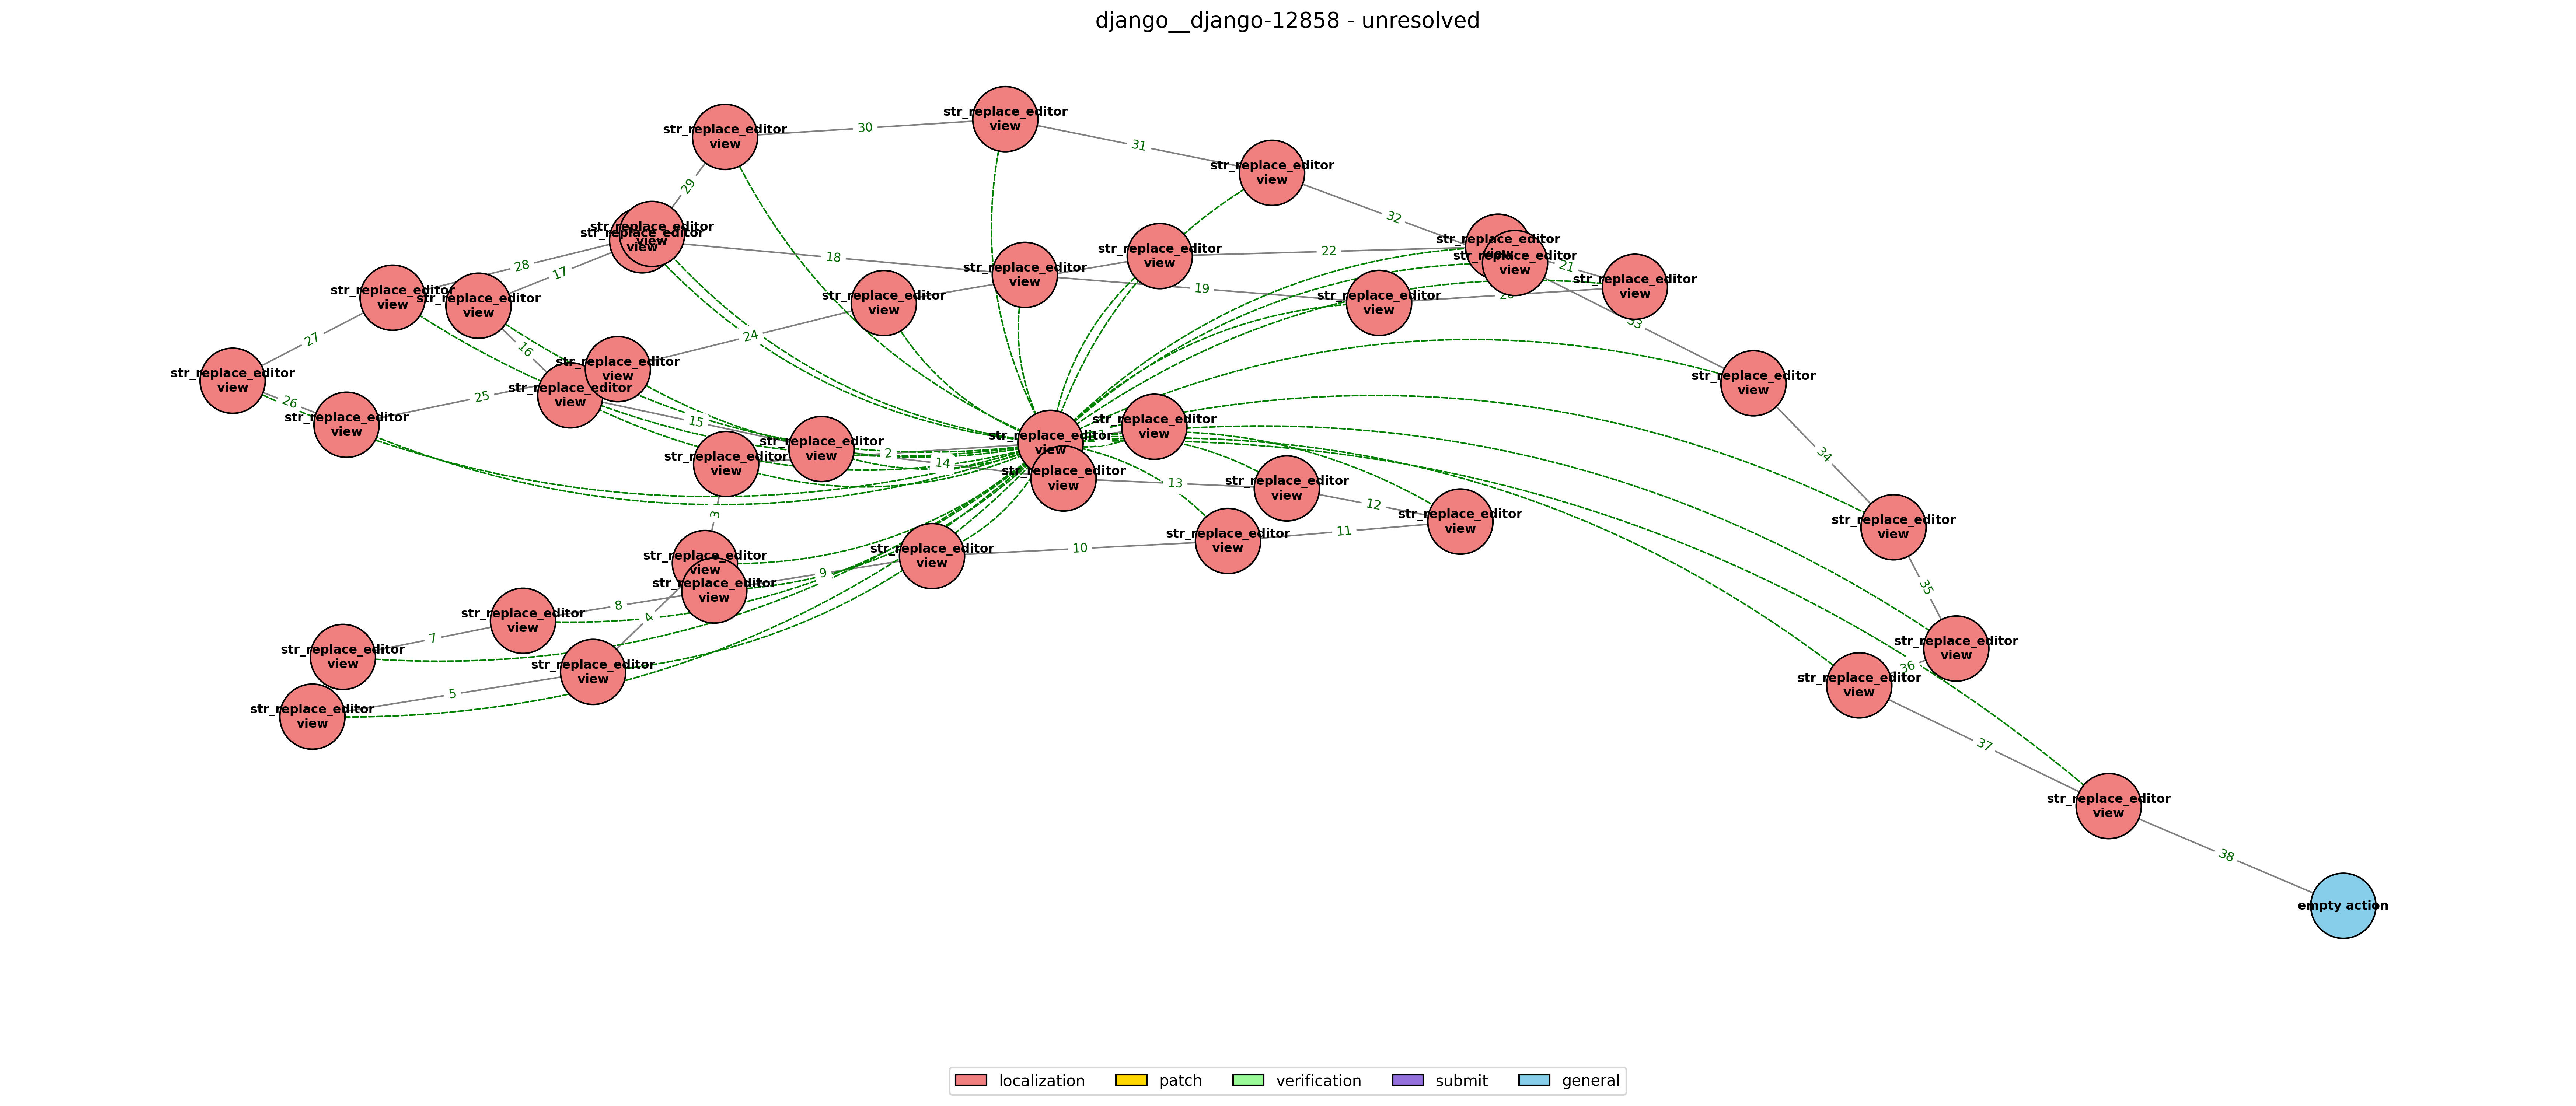 django__django-12858 - unresolved
str_replace_editor
view
30
str_replace_editor
view
31
str_replace_editor
view
29
32
str_replace_editor
view
str_replace_editor
view
28
17
18
str_replace_editor
view
str_replace_editor
view
22
str_replace_editor
view
str_replace_editor
view
21
str_replace_editor
view
str_replace_editor
view
str_replace_editor
view
str_replace_editor
view
19
str_replace_editor
view
20
33
27
16
24
str_replace_editor
view
str_replace_editor
view
str_replace_editor
view
str_replace_editor
view
26
25
str_replace_editor
view
15
str_replace_editor
view
str_replace_editor
view
2
14
str_replace_editor
view
str_replace_editor
view
str_replace_editor
view
str_replace_editor
view
13
str_replace_editor
view
12
str_replace_editor
view
34
3
str_replace_editor
view
str_replace_editor
view
str_replace_editor
view
10
str_replace_editor
view
11
str_replace_editor
view
9
35
str_replace_editor
view
8
4
7
str_replace_editor
view
str_replace_editor
view
5
str_replace_editor
view
str_replace_editor
view
36
str_replace_editor
view
37
str_replace_editor
view
38
empty action
localization
patch
verification
submit
general